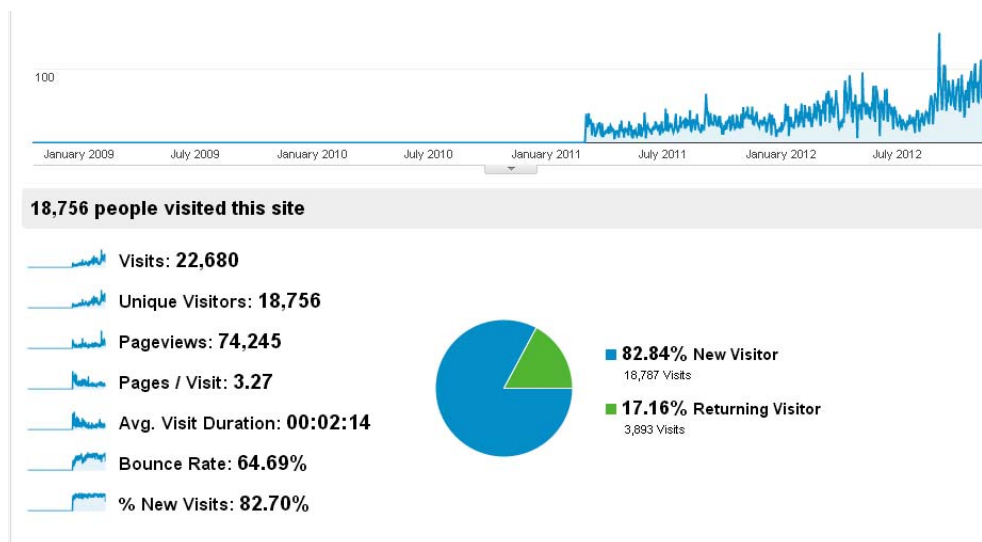 100
January 2009 July 2009 January 2010 July 2010 January 2011 July 2011 January 2012 July 2012
18,756 people visited this site
Visits: 22,680
Unique Visitors: 18,756
Pageviews: 74,245
Pages / Visit: 3.27
Avg. Visit Duration: 00:02:14
Bounce Rate: 64.69%
% New Visits: 82.70%
82.84% New Visitor
18,787 Visits
17.16% Returning Visitor
3,893 Visits